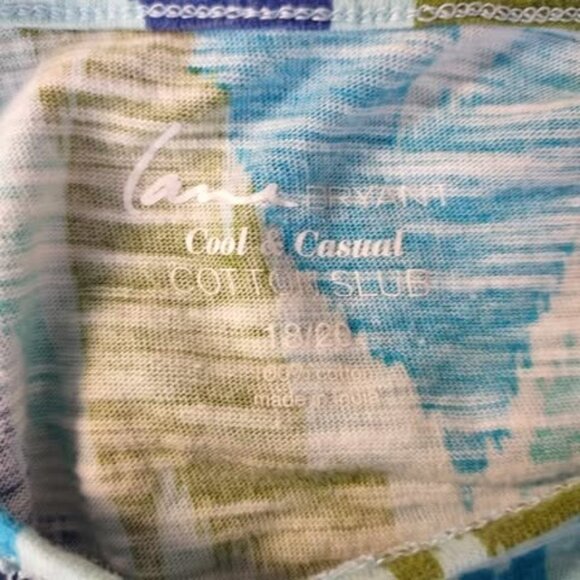 Lane BRYANT
Cool & Casual
COTTON SLUB
18/20
100% cotton
made in India